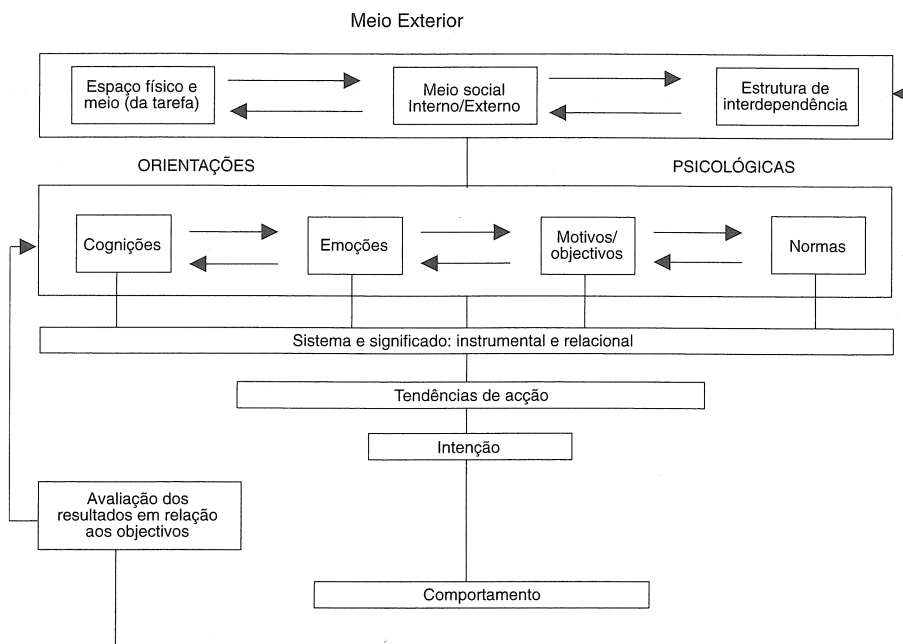 Meio Exterior
Espaço físico e
meio (da tarefa)
Meio social
Interno/Externo
Estrutura de
interdependência
ORIENTAÇÕES
PSICOLÓGICAS
Cognições
Emoções
Motivos/
objectivos
Normas
Sistema e significado: instrumental e relacional
Tendências de acção
Intenção
Avaliação dos
resultados em relação
aos objectivos
Comportamento